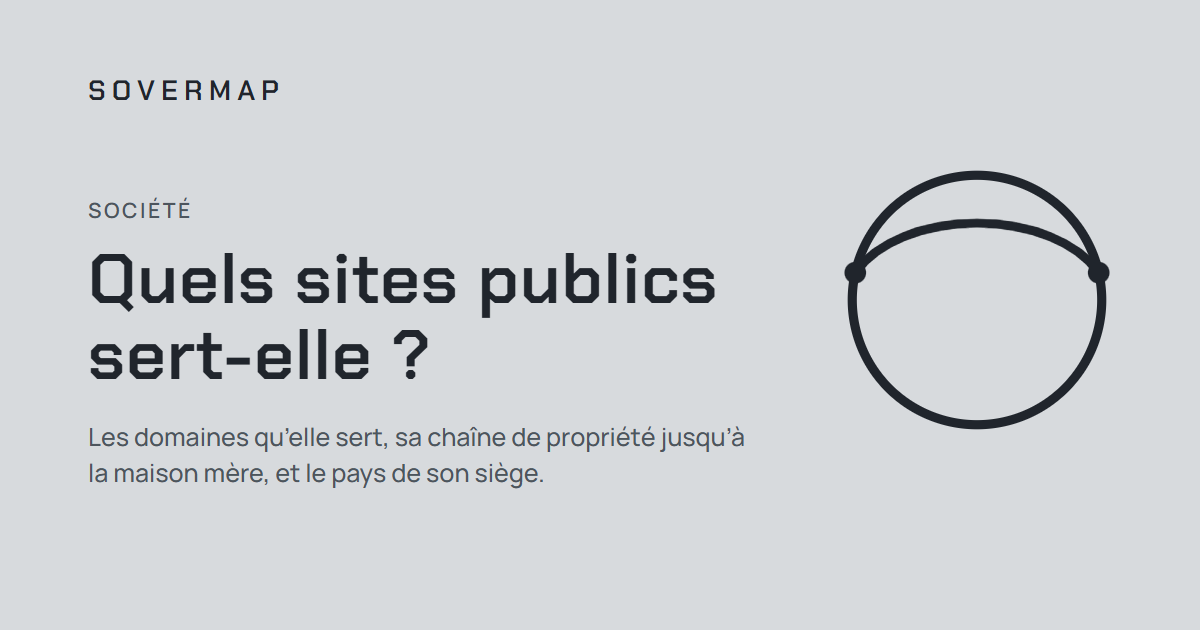 SOVERMAP
SOCIÉTÉ
Quels sites publics
sert-elle ?
Les domaines qu’elle sert, sa chaîne de propriété jusqu’à
la maison mère, et le pays de son siège.